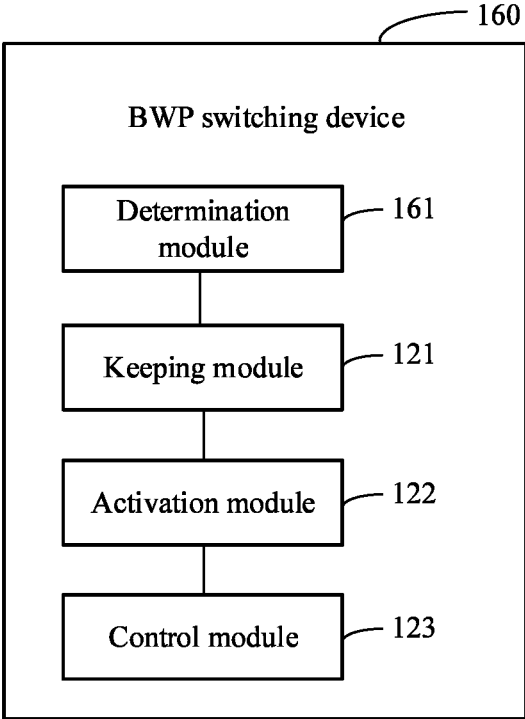 160
BWP switching device
Determination
module
161
Keeping module
121
Activation module
122
Control module
123